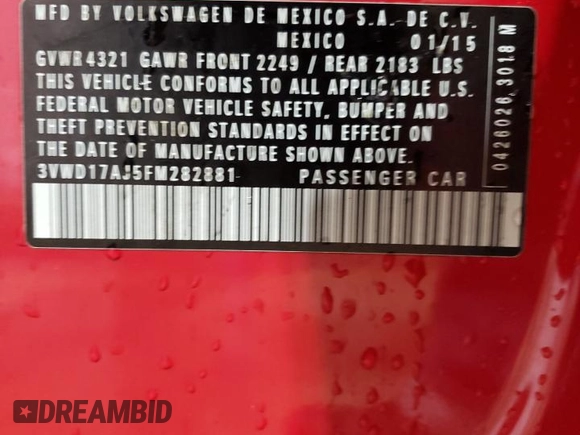 MFD BY VOLKSWAGEN DE MEXICO S.A. DE C.V.
MEXICO 01/15
GVWR 4321 GAWR FRONT 2249 / REAR 2183 LBS
THIS VEHICLE CONFORMS TO ALL APPLICABLE U.S.
FEDERAL MOTOR VEHICLE SAFETY, BUMPER AND
THEFT PREVENTION STANDARDS IN EFFECT ON
THE DATE OF MANUFACTURE SHOWN ABOVE.
3VWD17AJ5FM282881 PASSENGER CAR
0426026 3018 M
DREAMBID